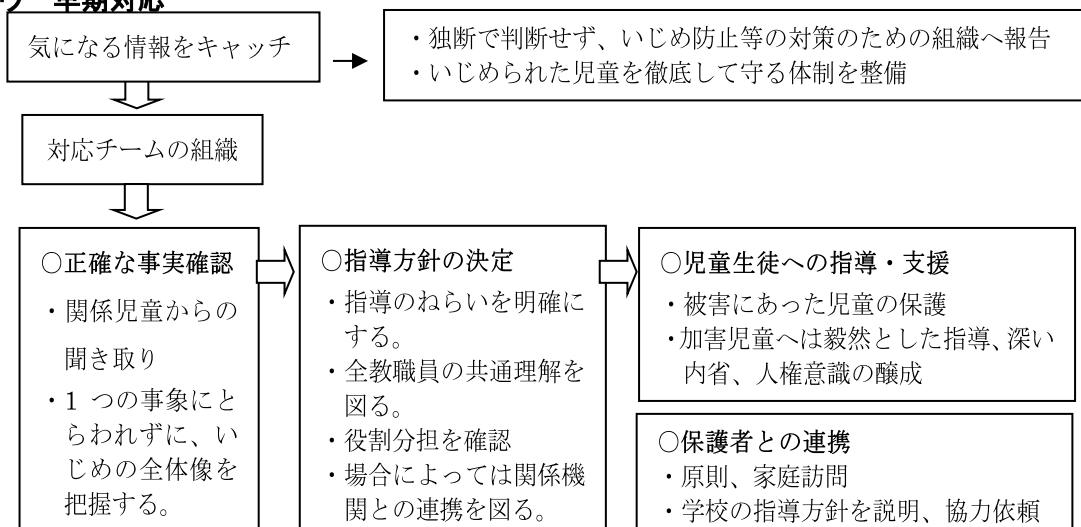 早期対応
気になる情報をキャッチ
・独断で判断せず、いじめ防止等の対策のための組織へ報告
・いじめられた児童を徹底して守る体制を整備
対応チームの組織
○正確な事実確認
・関係児童からの
聞き取り
・1 つの事象にと
らわれずに、い
じめの全体像を
把握する。
○指導方針の決定
・指導のねらいを明確に
する。
・全教職員の共通理解を
図る。
・役割分担を確認
・場合によっては関係機
関との連携を図る。
○児童生徒への指導・支援
・被害にあった児童の保護
・加害児童へは毅然とした指導、深い
内省、人権意識の醸成
○保護者との連携
・原則、家庭訪問
・学校の指導方針を説明、協力依頼